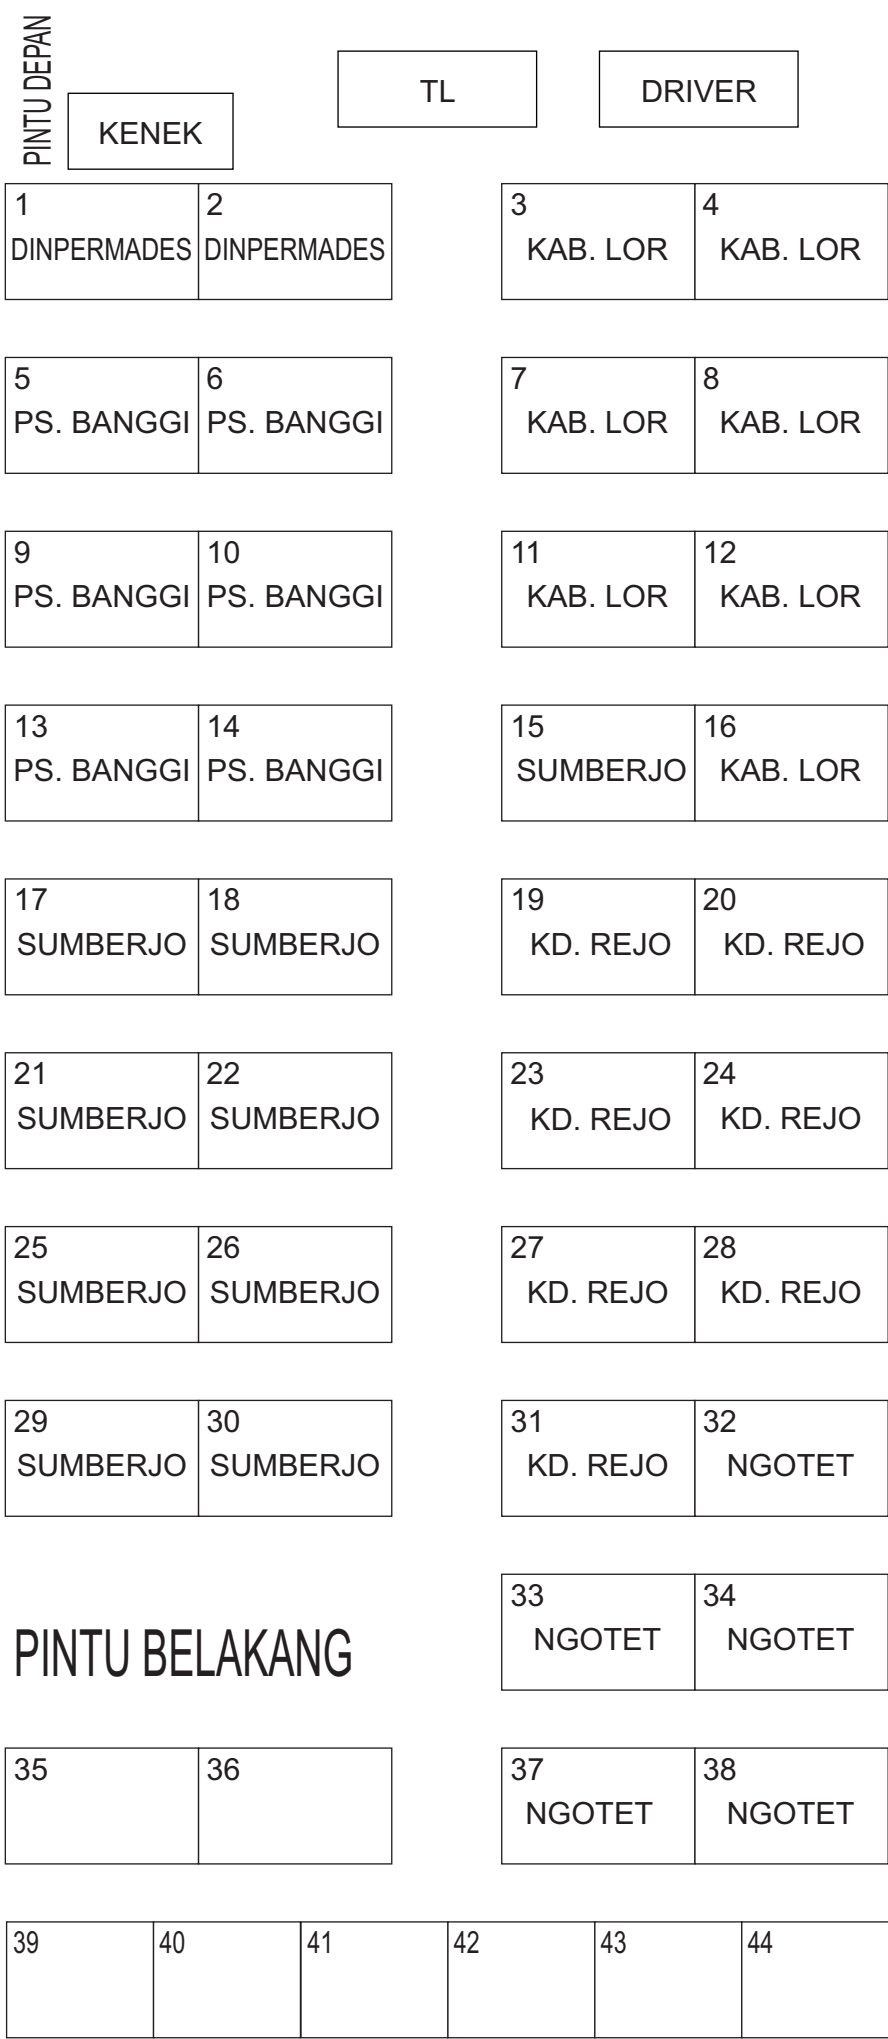 PINTU DEPAN
KENEK
TL
DRIVER
1 2 3 4
DINPERMADES DINPERMADES KAB. LOR KAB. LOR
5 6 7 8
PS. BANGGI PS. BANGGI KAB. LOR KAB. LOR
9 10 11 12
PS. BANGGI PS. BANGGI KAB. LOR KAB. LOR
13 14 15 16
PS. BANGGI PS. BANGGI SUMBERJO KAB. LOR
17 18 19 20
SUMBERJO SUMBERJO KD. REJO KD. REJO
21 22 23 24
SUMBERJO SUMBERJO KD. REJO KD. REJO
25 26 27 28
SUMBERJO SUMBERJO KD. REJO KD. REJO
29 30 31 32
SUMBERJO SUMBERJO KD. REJO NGOTET
33 34
PINTU BELAKANG NGOTET NGOTET
35 36 37 38
NGOTET NGOTET
39 40 41 42 43 44